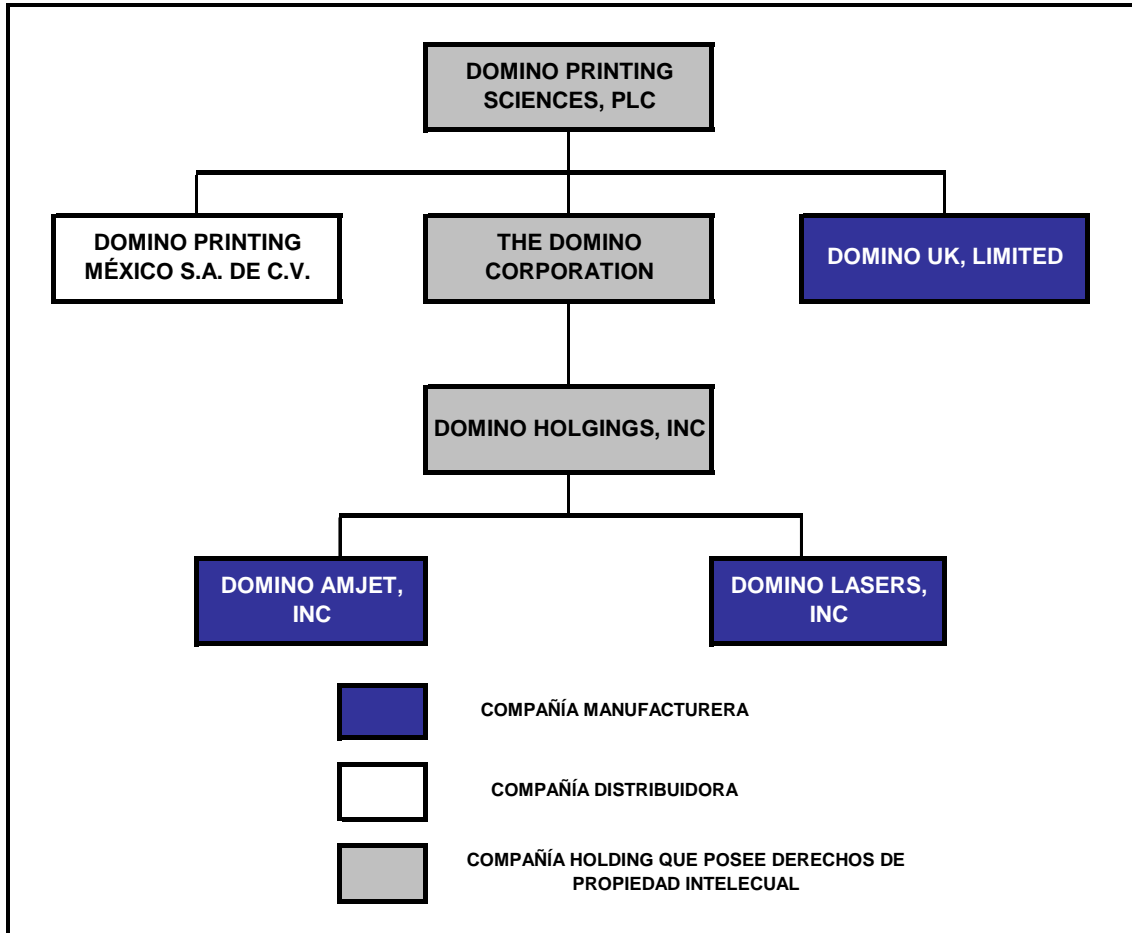 DOMINO PRINTING
SCIENCES, PLC
DOMINO PRINTING
MÉXICO S.A. DE C.V.
THE DOMINO
CORPORATION
DOMINO UK, LIMITED
DOMINO HOLGINGS, INC
DOMINO AMJET,
INC
DOMINO LASERS,
INC
COMPAÑÍA MANUFACTURERA
COMPAÑÍA DISTRIBUIDORA
COMPAÑÍA HOLDING QUE POSEE DERECHOS DE
PROPIEDAD INTELECUAL